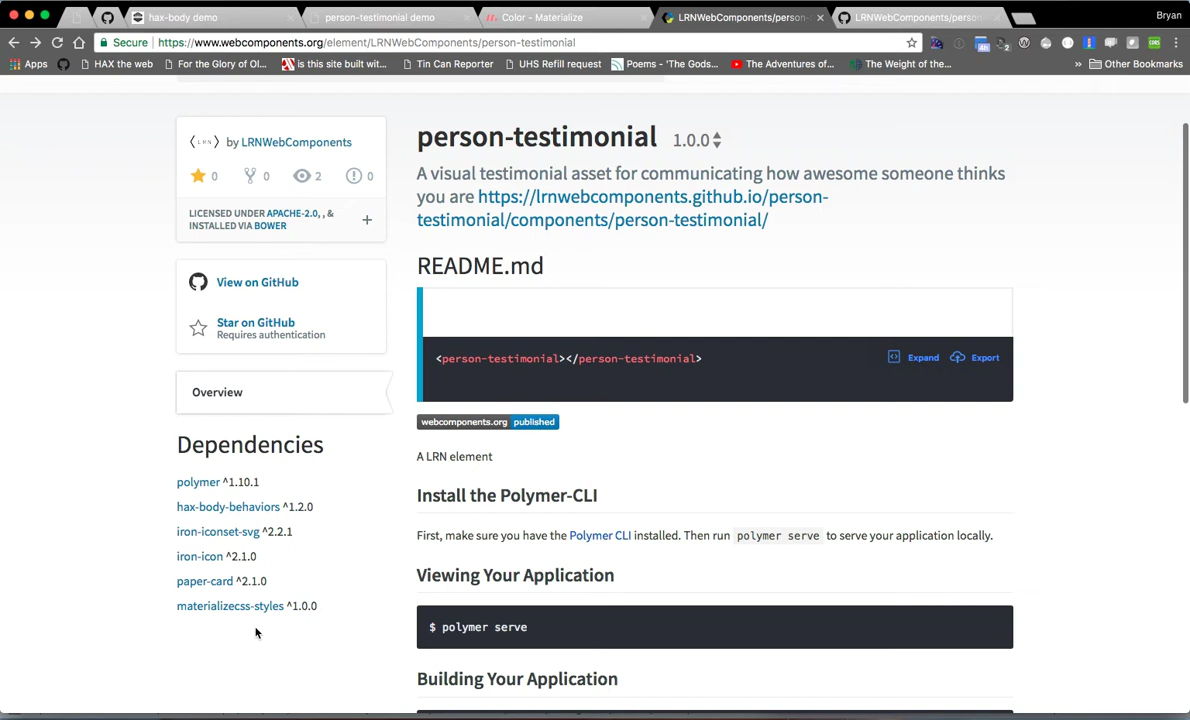 Bryan
hax-body demo
person-testimonial demo
Color - Materialize
LRNWebComponents/person-
LRNWebComponents/person-
Secure
https://www.webcomponents.org/element/LRNWebComponents/person-testimonial
Apps
HAX the web
For the Glory of Ol...
is this site built wit...
Tin Can Reporter
UHS Refill request
Poems - 'The Gods...
The Adventures of...
The Weight of the...
»
Other Bookmarks
by LRNWebComponents
0
0
2
0
LICENSED UNDER APACHE-2.0, , &
INSTALLED VIA BOWER
+
View on GitHub
Star on GitHub
Requires authentication
Overview
Dependencies
polymer ^1.10.1
hax-body-behaviors ^1.2.0
iron-iconset-svg ^2.2.1
iron-icon ^2.1.0
paper-card ^2.1.0
materializecss-styles ^1.0.0
person-testimonial 1.0.0
A visual testimonial asset for communicating how awesome someone thinks
you are https://lrnwebcomponents.github.io/person-
testimonial/components/person-testimonial/
README.md
<person-testimonial></person-testimonial>
Expand
Export
webcomponents.org published
A LRN element
Install the Polymer-CLI
First, make sure you have the Polymer CLI installed. Then run polymer serve to serve your application locally.
Viewing Your Application
$ polymer serve
Building Your Application